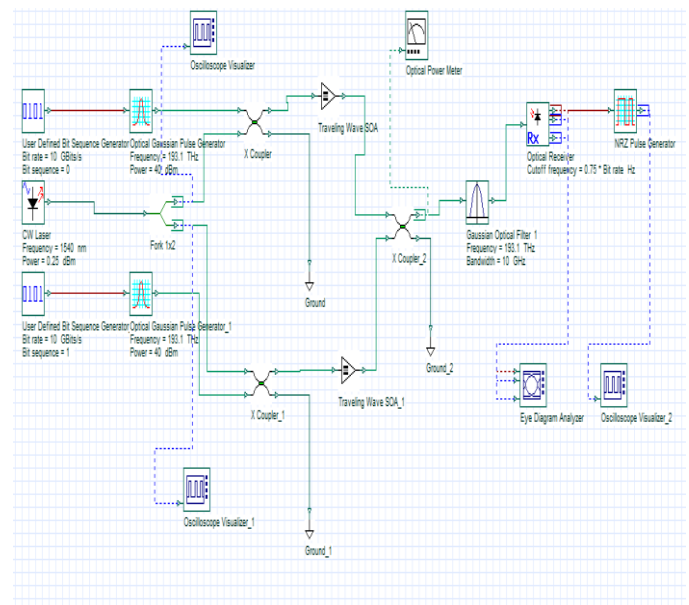 Oscilloscope Visualizer
Optical Power Meter
User Defined Bit Sequence Generator
Bit rate = 10 GBits/s
Bit sequence = 0
Optical Gaussian Pulse Generator
Frequency = 193.1 THz
Power = 40 dBm
X Coupler
Traveling Wave SOA
Optical Receiver
Cutoff frequency = 0.75 * Bit rate Hz
Rx
NRZ Pulse Generator
CW Laser
Frequency = 1540 nm
Power = 0.25 dBm
Fork 1x2
X Coupler_2
Gaussian Optical Filter 1
Frequency = 193.1 THz
Bandwidth = 10 GHz
Ground
User Defined Bit Sequence Generator
Bit rate = 10 GBits/s
Bit sequence = 1
Optical Gaussian Pulse Generator_1
Frequency = 193.1 THz
Power = 40 dBm
Ground_2
X Coupler_1
Traveling Wave SOA_1
Eye Diagram Analyzer
Oscilloscope Visualizer_2
Oscilloscope Visualizer_1
Ground_1